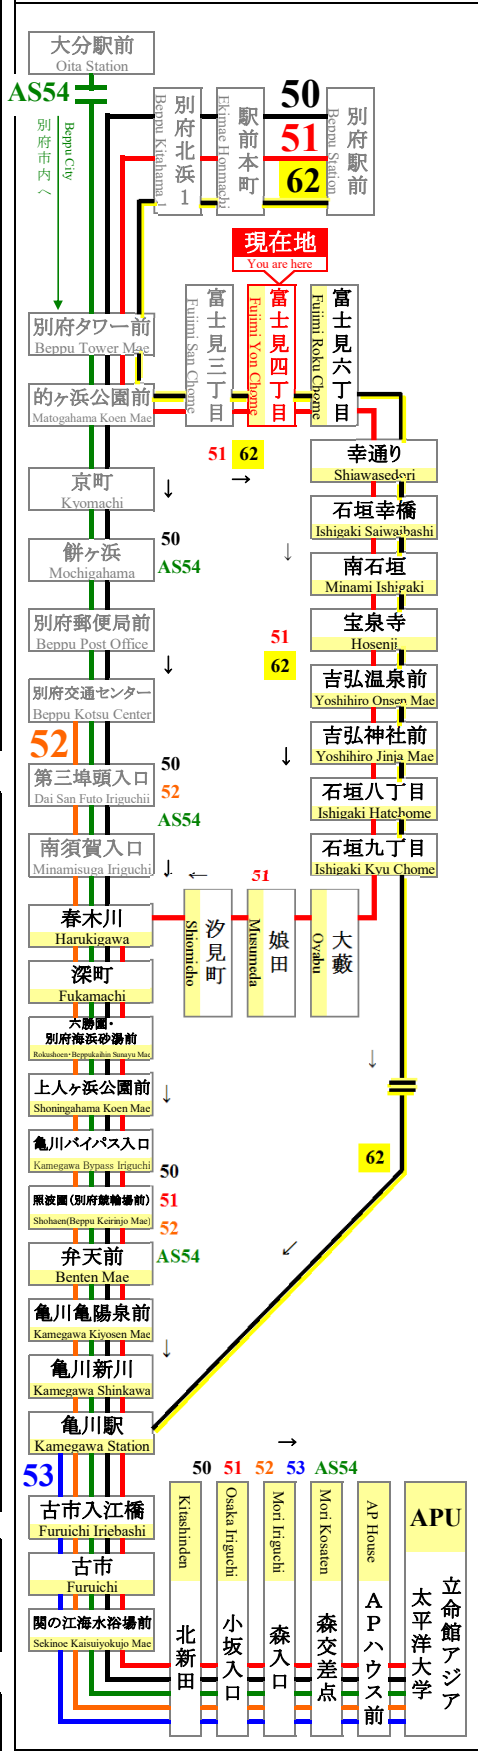 大分駅前
Oita Station
AS54
Beppu City
別府市内へ
別府北浜1
Beppu Kitahama 1
駅前本町
Ekimae Honmachi
50
51
62
別府駅前
Beppu Station
現在地
You are here
別府タワー前
Beppu Tower Mae
的ヶ浜公園前
Matogahama Koen Mae
富士見三丁目
Fujimi San Chome
富士見四丁目
Fujimi Yon Chome
富士見六丁目
Fujimi Roku Chome
51 62
→
京町
Kyomachi
↓
餅ヶ浜
Mochigahama
50
AS54
別府郵便局前
Beppu Post Office
↓
別府交通センター
Beppu Kotsu Center
52
第三埠頭入口
Dai San Futo Iriguchii
50
52
AS54
南須賀入口
Minamisuga Iriguchi
↓
幸通り
Shiawasedori
石垣幸橋
Ishigaki Saiwaibashi
↓
南石垣
Minami Ishigaki
宝泉寺
Hosenji
51
62
吉弘温泉前
Yoshihiro Onsen Mae
吉弘神社前
Yoshihiro Jinja Mae
↓
石垣八丁目
Ishigaki Hatchome
石垣九丁目
Ishigaki Kyu Chome
← 51
春木川
Harukigawa
汐見町
Shiomicho
娘田
Musumeda
大藪
Oyabu
深町
Fukamachi
六勝園・
別府海浜砂湯前
Rokushoen・Beppukaihin Sunayu Mae
上人ヶ浜公園前
Shoningahama Koen Mae
↓
亀川バイパス入口
Kamegawa Bypass Iriguchi
照波園(別府競輪場前)
Shohaen(Beppu Keirinjo Mae)
50
51
52
AS54
↓
62
↙
弁天前
Benten Mae
亀川亀陽泉前
Kamegawa Kiyosen Mae
↓
亀川新川
Kamegawa Shinkawa
亀川駅
Kamegawa Station
→
53
50 51 52 53 AS54
古市入江橋
Furuichi Iriebashi
古市
Furuichi
関の江海水浴場前
Sekinoe Kaisuiyokujo Mae
Kitashinden
北新田
Osaka Iriguchi
小坂入口
Mori Iriguchi
森入口
Mori Kosaten
森交差点
AP House
APハウス前
APU
立命館アジア
太平洋大学